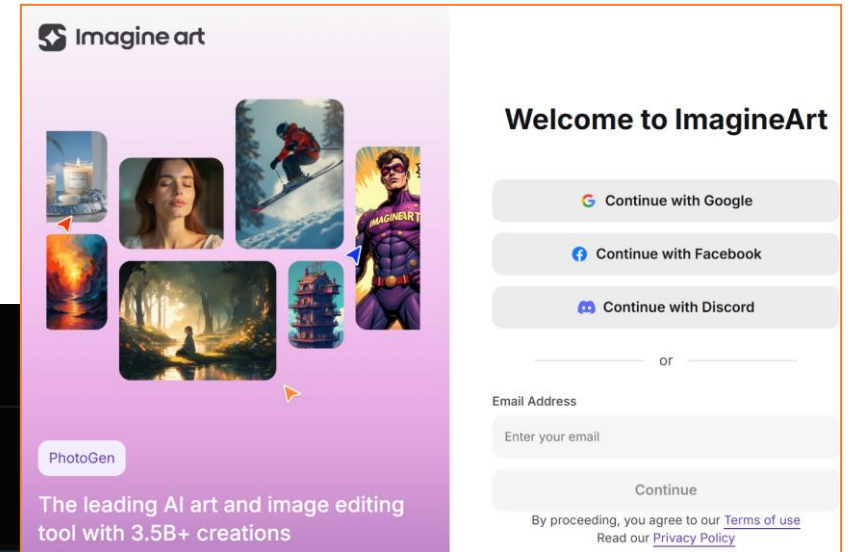 Imagine art
IMAGINEART
PhotoGen
The leading AI art and image editing
tool with 3.5B+ creations
Welcome to ImagineArt
Continue with Google
Continue with Facebook
Continue with Discord
or
Email Address
Enter your email
Continue
By proceeding, you agree to our Terms of use
Read our Privacy Policy